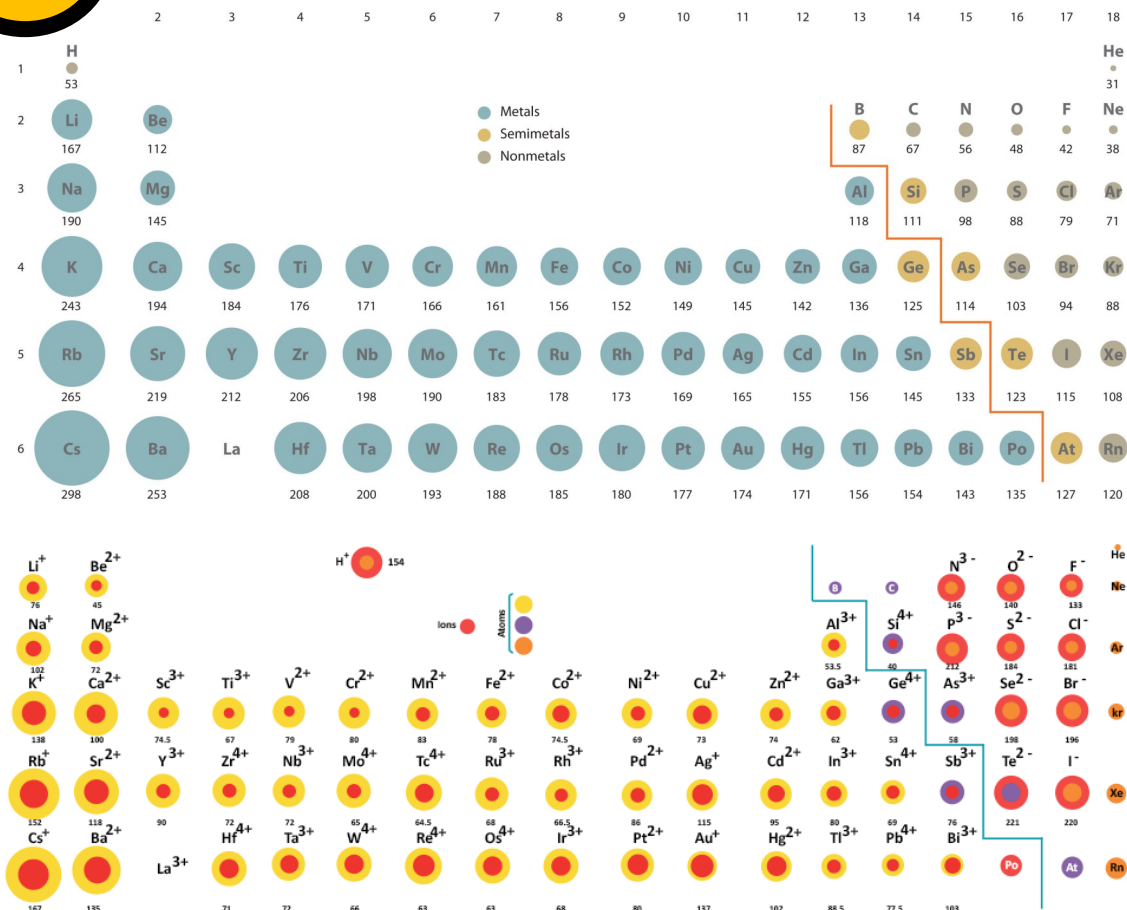 2 3 4 5 6 7 8 9 10 11 12 13 14 15 16 17 18
H He
1
53 31
Li Be Metals B C N O F Ne
2 Semimetals
167 112 Nonmetals 87 67 56 48 42 38
3 Na Mg Al Si P S Cl Ar
190 145 118 111 98 88 79 71
4 K Ca Sc Ti V Cr Mn Fe Co Ni Cu Zn Ga Ge As Se Br Kr
243 194 184 176 171 166 161 156 152 149 145 142 136 125 114 103 94 88
5 Rb Sr Y Zr Nb Mo Tc Ru Rh Pd Ag Cd In Sn Sb Te I Xe
265 219 212 206 198 190 183 178 173 169 165 155 156 145 133 123 115 108
6 Cs Ba La Hf Ta W Re Os Ir Pt Au Hg Tl Pb Bi Po At Rn
298 253 208 200 193 188 185 180 177 174 171 156 154 143 135 127 120
Li+ Be2+ H+ 154 N3- O2- F- He
B C Ne
76 45 146 140 133
Na+ Mg2+ Ions Atoms Al3+ Si4+ P3- S2- Cl- Ar
102 72 53.5 40 212 184 181
K+ Ca2+ Sc3+ Ti3+ V2+ Cr2+ Mn2+ Fe2+ Co2+ Ni2+ Cu2+ Zn2+ Ga3+ Ge4+ As3+ Se2- Br- kr
138 100 74.5 67 79 80 83 78 74.5 69 73 74 62 53 58 198 196
Rb+ Sr2+ Y3+ Zr4+ Nb3+ Mo4+ Tc4+ Ru3+ Rh3+ Pd2+ Ag+ Cd2+ In3+ Sn4+ Sb3+ Te2- I- Xe
152 118 90 72 72 65 64.5 68 66.5 86 115 95 80 69 76 221 220
Cs+ Ba2+ La3+ Hf4+ Ta3+ W4+ Re4+ Os4+ Ir3+ Pt2+ Au+ Hg2+ Tl3+ Pb4+ Bi3+ Po At Rn
167 135 71 72 66 63 63 68 80 137 102 88.5 77.5 103